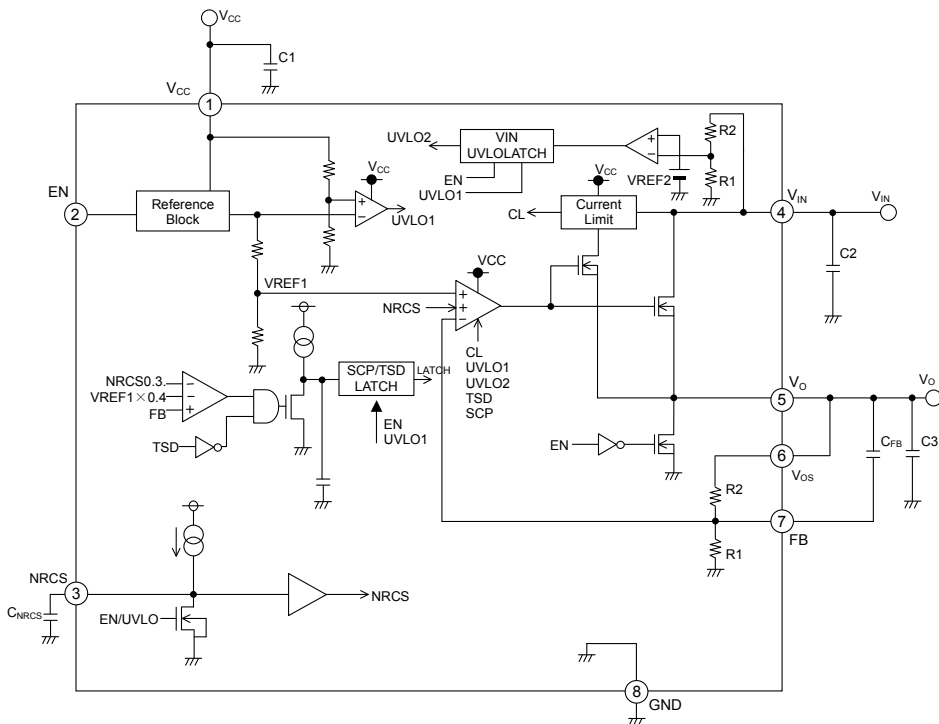 VCC
C1
VCC
1
UVLO2
VIN
UVLOLATCH
R2
EN
UVLO1
VREF2
R1
VCC
EN
2
Reference
Block
UVLO1
VCC
CL
Current
Limit
VIN
4
VIN
C2
VREF1
VCC
NRCS
CL
UVLO1
UVLO2
TSD
SCP
NRCS0.3.
VREF1×0.4
FB
TSD
SCP/TSD
LATCH
LATCH
EN
UVLO1
VO
5
VO
EN
6
VOS
CFB
C3
R2
7
FB
R1
NRCS
3
CNRCS
EN/UVLO
NRCS
8
GND